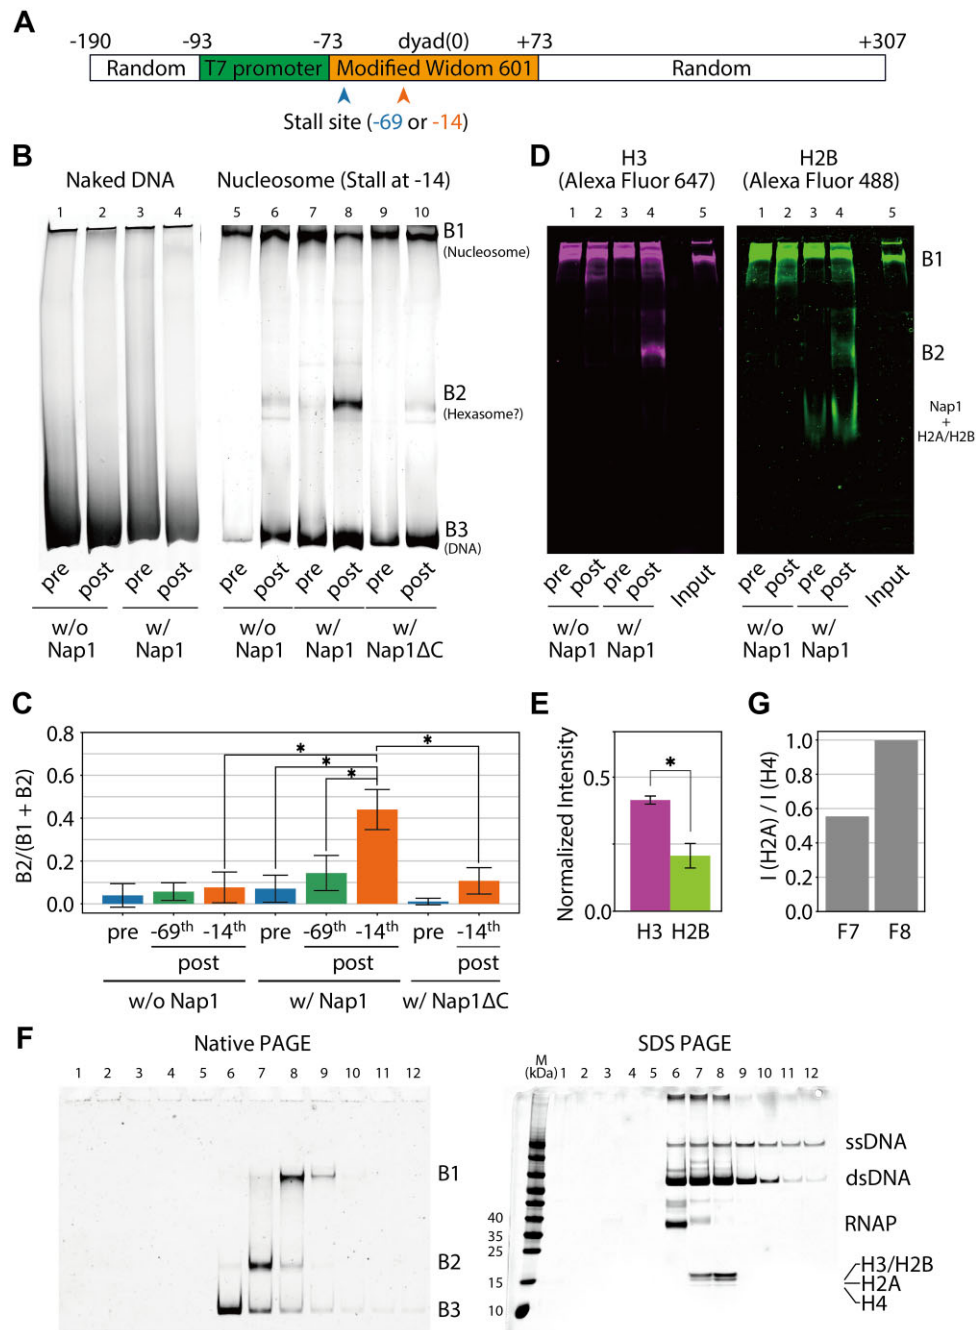 A
-190 -93 -73 dyad(0) +73 +307
Random T7 promoter Modified Widom 601 Random
Stall site (-69 or -14)
B
Naked DNA Nucleosome (Stall at -14)
1 2 3 4 5 6 7 8 9 10
B1
(Nucleosome)
B2
(Hexasome?)
B3
(DNA)
pre post pre post pre post pre post pre post
w/o Nap1 w/ Nap1 w/o Nap1 w/ Nap1 w/ Nap1ΔC
D
H3 H2B
(Alexa Fluor 647) (Alexa Fluor 488)
1 2 3 4 5 1 2 3 4 5
B1
B2
Nap1
+
H2A/H2B
pre post pre post Input pre post pre post Input
w/o Nap1 w/ Nap1 w/o Nap1 w/ Nap1
C
B2/(B1 + B2)
0.8
0.6
0.4
0.2
0.0
* * * *
pre -69th -14th pre -69th -14th pre -14th
post post post
w/o Nap1 w/ Nap1 w/ Nap1ΔC
E
Normalized Intensity
0.5
0.0
*
H3 H2B
G
I (H2A) / I (H4)
1.0
0.8
0.6
0.4
0.2
0.0
F7 F8
F
Native PAGE SDS PAGE
1 2 3 4 5 6 7 8 9 10 11 12
B1
B2
B3
M
(kDa)
1 2 3 4 5 6 7 8 9 10 11 12
40
35
25
15
10
ssDNA
dsDNA
RNAP
H3/H2B
H2A
H4